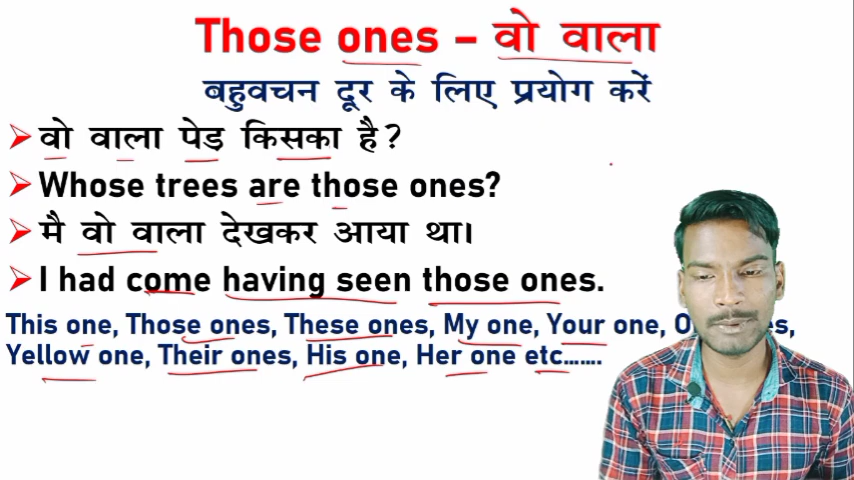 Those ones – वो वाला
बहुवचन दूर के लिए प्रयोग करें
वो वाला पेड़ किसका है?
Whose trees are those ones?
मै वो वाला देखकर आया था।
I had come having seen those ones.
This one, Those ones, These ones, My one, Your one,
Yellow one, Their ones, His one, Her one etc.......